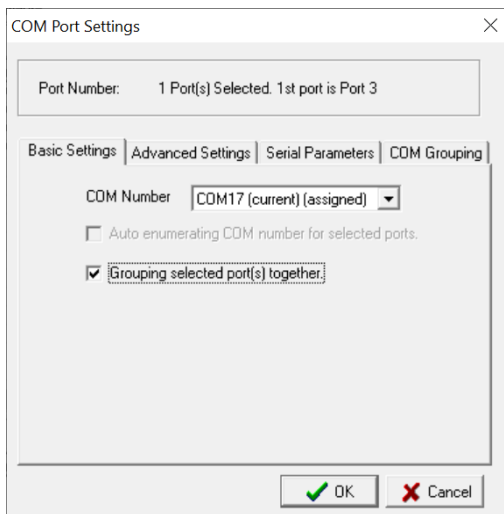 COM Port Settings
Port Number: 1 Port(s) Selected. 1st port is Port 3
Basic Settings Advanced Settings Serial Parameters COM Grouping
COM Number COM17 (current) (assigned)
Auto enumerating COM number for selected ports.
Grouping selected port(s) together.
OK Cancel